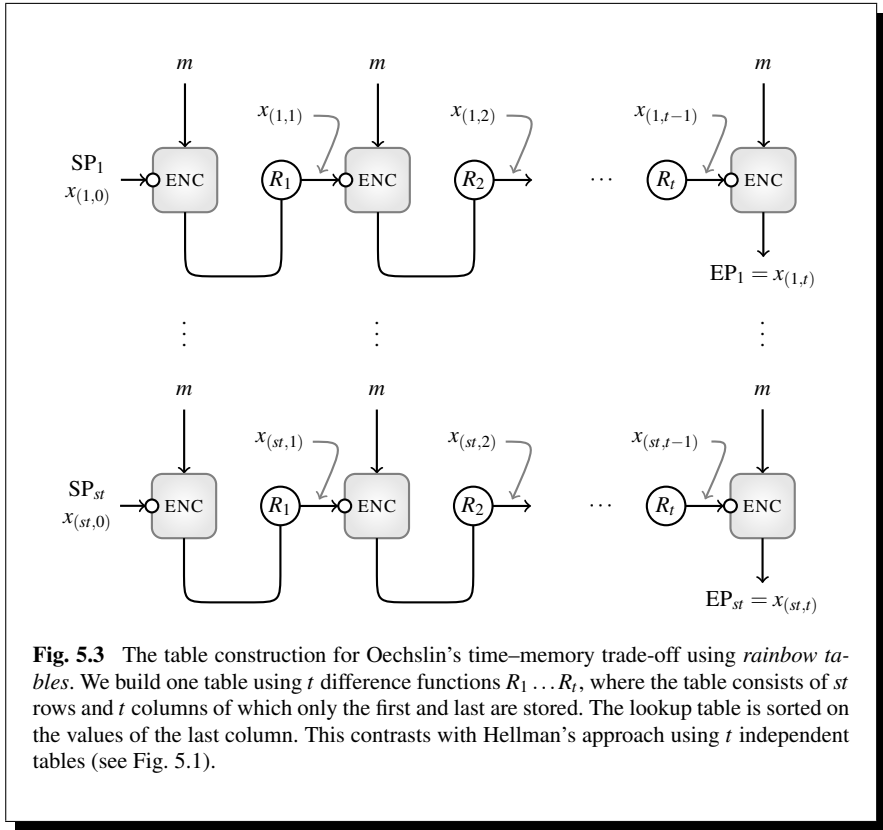 m m m
x(1,1) x(1,2) x(1,t−1)
SP1
x(1,0)
ENC R1 ENC R2 ··· Rt ENC
EP1 = x(1,t)
⋮ ⋮ ⋮
m m m
x(st,1) x(st,2) x(st,t−1)
SPst
x(st,0)
ENC R1 ENC R2 ··· Rt ENC
EPst = x(st,t)
Fig. 5.3 The table construction for Oechslin's time–memory trade-off using rainbow ta-
bles. We build one table using t difference functions R1 ... Rt, where the table consists of st
rows and t columns of which only the first and last are stored. The lookup table is sorted on
the values of the last column. This contrasts with Hellman's approach using t independent
tables (see Fig. 5.1).